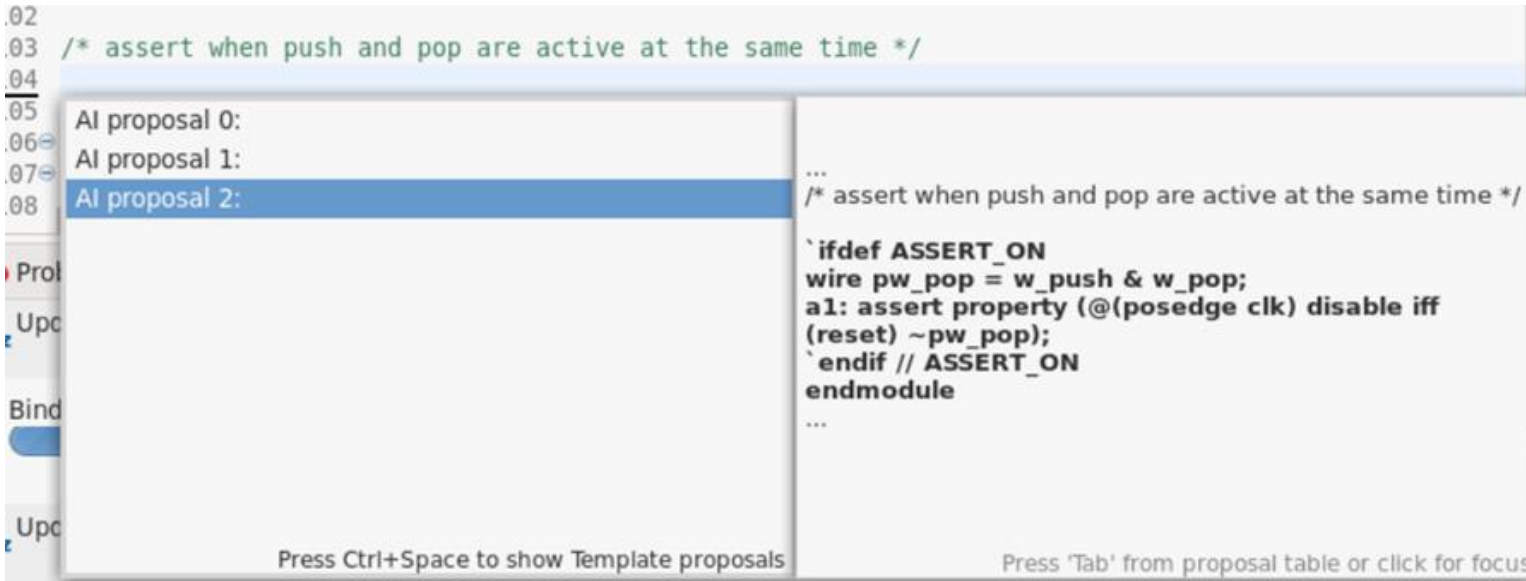 .02
.03 /* assert when push and pop are active at the same time */
.04
.05
.06
.07
.08
AI proposal 0:
AI proposal 1:
AI proposal 2:
Press Ctrl+Space to show Template proposals
...
/* assert when push and pop are active at the same time */
`ifdef ASSERT_ON
wire pw_pop = w_push & w_pop;
a1: assert property (@(posedge clk) disable iff
(reset) ~pw_pop);
`endif // ASSERT_ON
endmodule
...
Press 'Tab' from proposal table or click for focus
Prob
Upd
Bind
Upd